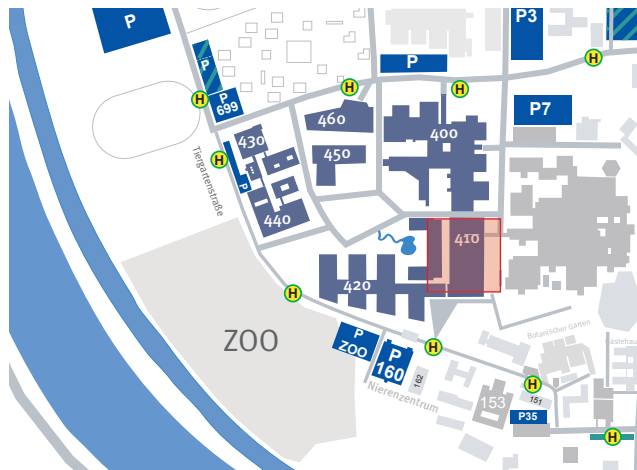 P
P3
H
P
P
H
H
H
P
699
460
400
P7
430
450
H
Tiergartenstraße
P
440
410
420
H
ZOO
P
ZOO
P
160
H
Botanischer Garten
Gästehau
162
Nierenzentrum
153
151
H
P35
H